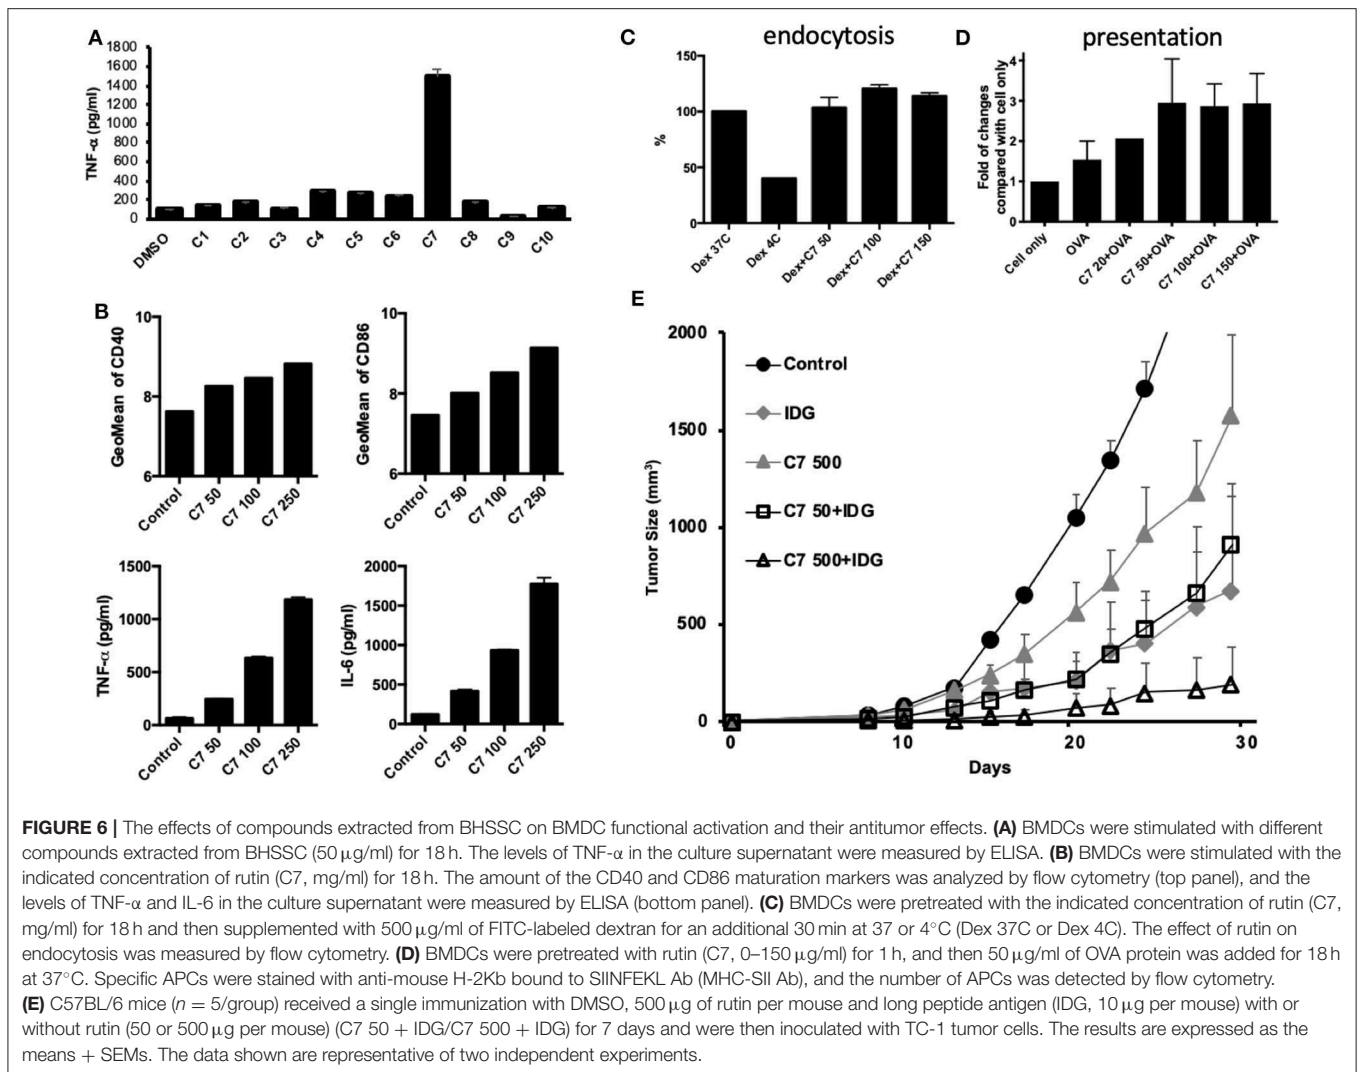 A
TNF-α (pg/ml)
1800
1600
1400
1200
1000
800
600
400
200
0
DMSO
C1
C2
C3
C4
C5
C6
C7
C8
C9
C10
C
endocytosis
%
150
100
50
0
Dex 37C
Dex 4C
Dex+C7 50
Dex+C7 100
Dex+C7 150
D
presentation
Fold of changes
compared with cell only
4
3
2
1
0
Cell only
OVA
C7 20+OVA
C7 50+OVA
C7 100+OVA
C7 150+OVA
B
GeoMean of CD40
10
8
6
Control
C7 50
C7 100
C7 250
GeoMean of CD86
10
8
6
Control
C7 50
C7 100
C7 250
TNF-α (pg/ml)
1500
1000
500
0
Control
C7 50
C7 100
C7 250
IL-6 (pg/ml)
2000
1500
1000
500
0
Control
C7 50
C7 100
C7 250
E
Tumor Size (mm³)
2000
1500
1000
500
0
Control
IDG
C7 500
C7 50+IDG
C7 500+IDG
0
10
20
30
Days
FIGURE 6 | The effects of compounds extracted from BHSSC on BMDC functional activation and their antitumor effects. (A) BMDCs were stimulated with different
compounds extracted from BHSSC (50 μg/ml) for 18 h. The levels of TNF-α in the culture supernatant were measured by ELISA. (B) BMDCs were stimulated with the
indicated concentration of rutin (C7, mg/ml) for 18 h. The amount of the CD40 and CD86 maturation markers was analyzed by flow cytometry (top panel), and the
levels of TNF-α and IL-6 in the culture supernatant were measured by ELISA (bottom panel). (C) BMDCs were pretreated with the indicated concentration of rutin (C7,
mg/ml) for 18 h and then supplemented with 500 μg/ml of FITC-labeled dextran for an additional 30 min at 37 or 4°C (Dex 37C or Dex 4C). The effect of rutin on
endocytosis was measured by flow cytometry. (D) BMDCs were pretreated with rutin (C7, 0–150 μg/ml) for 1 h, and then 50 μg/ml of OVA protein was added for 18 h
at 37°C. Specific APCs were stained with anti-mouse H-2Kb bound to SIINFEKL Ab (MHC-SII Ab), and the number of APCs was detected by flow cytometry.
(E) C57BL/6 mice (n = 5/group) received a single immunization with DMSO, 500 μg of rutin per mouse and long peptide antigen (IDG, 10 μg per mouse) with or
without rutin (50 or 500 μg per mouse) (C7 50 + IDG/C7 500 + IDG) for 7 days and were then inoculated with TC-1 tumor cells. The results are expressed as the
means + SEMs. The data shown are representative of two independent experiments.